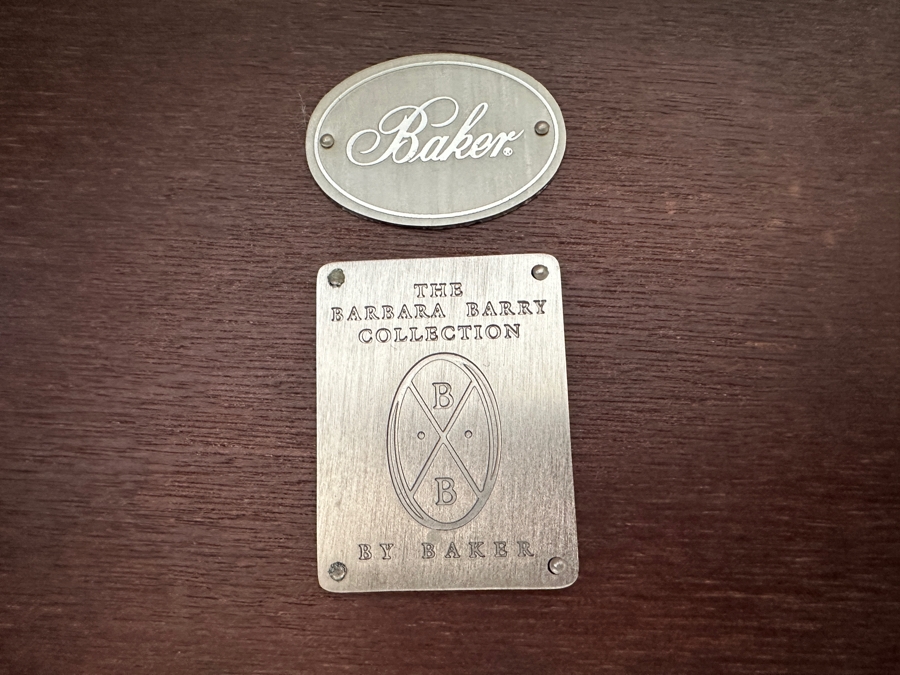 Baker®
THE
BARBARA BARRY
COLLECTION
B
B
BY BAKER